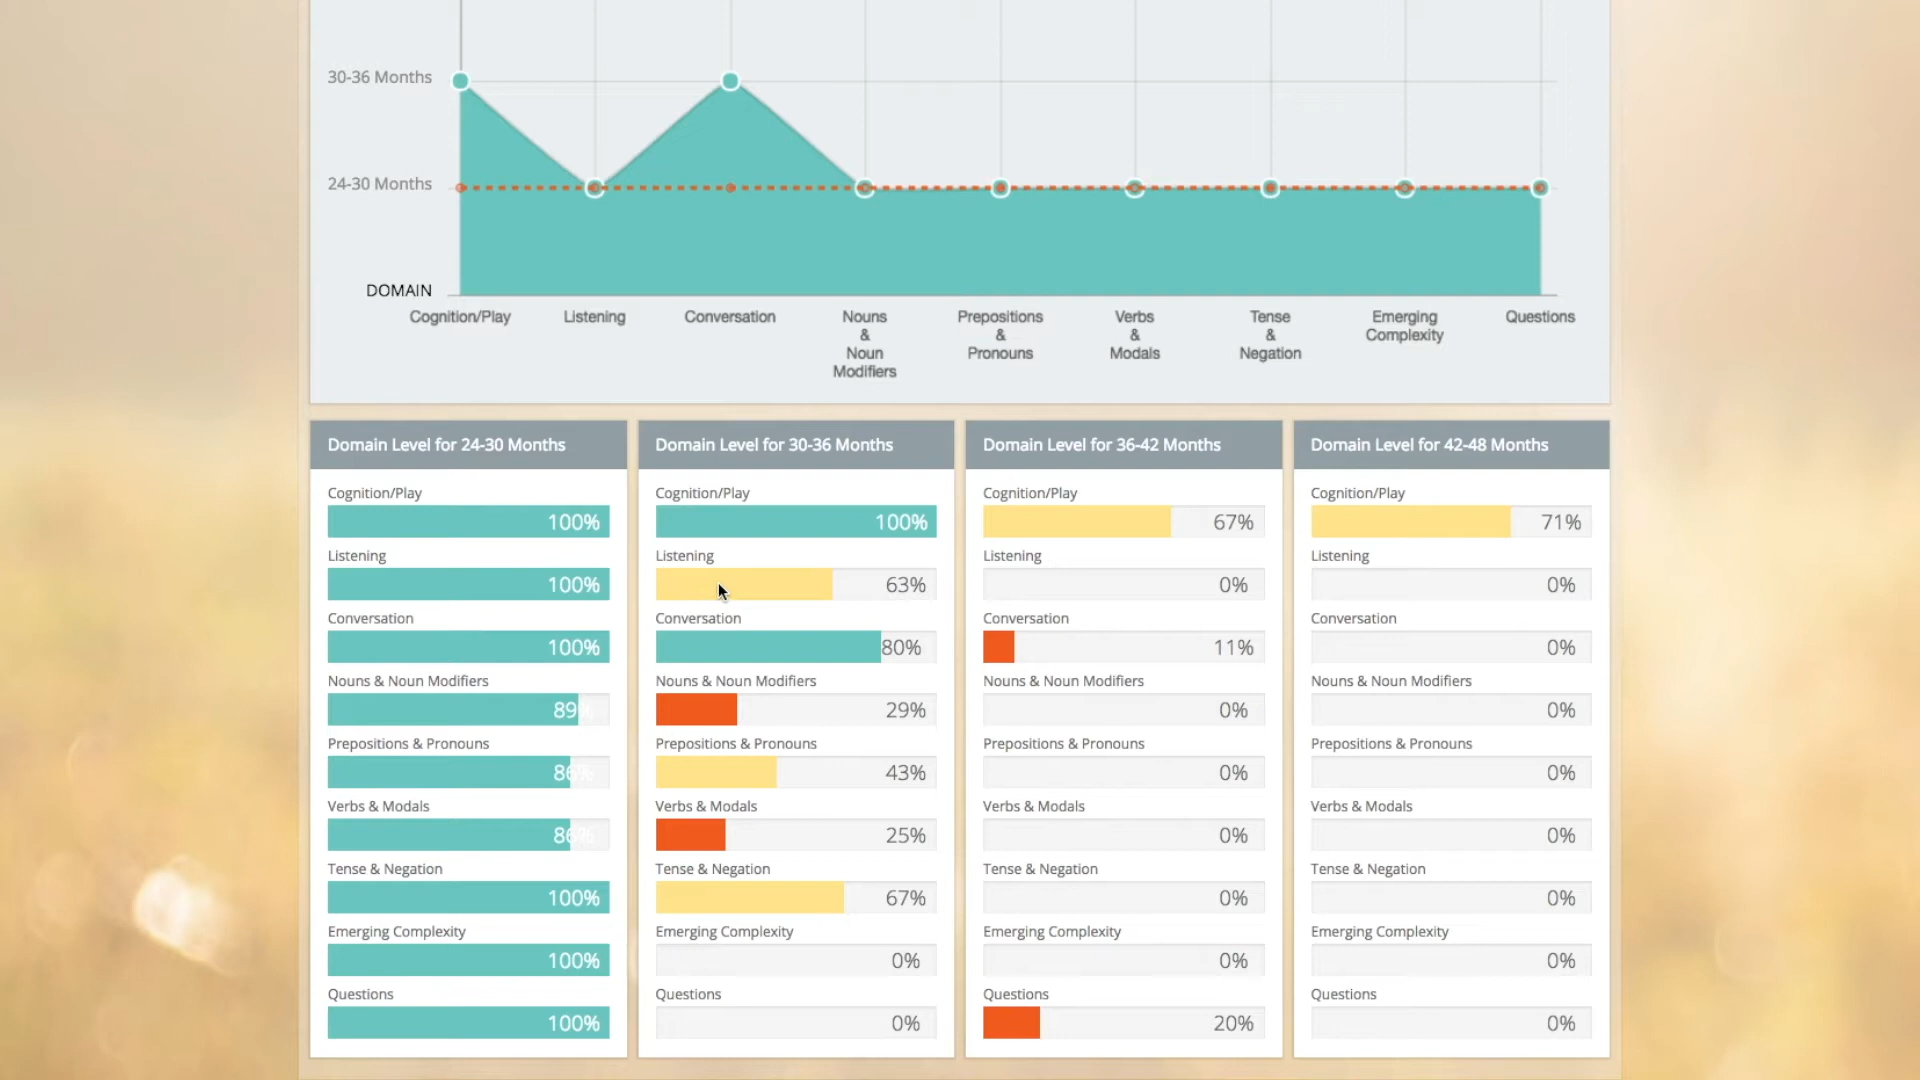 30-36 Months
24-30 Months
DOMAIN
Cognition/Play
Listening
Conversation
Nouns
&
Noun
Modifiers
Prepositions
&
Pronouns
Verbs
&
Modals
Tense
&
Negation
Emerging
Complexity
Questions
Domain Level for 24-30 Months
Cognition/Play
100%
Listening
100%
Conversation
100%
Nouns & Noun Modifiers
89%
Prepositions & Pronouns
86%
Verbs & Modals
86%
Tense & Negation
100%
Emerging Complexity
100%
Questions
100%
Domain Level for 30-36 Months
Cognition/Play
100%
Listening
63%
Conversation
80%
Nouns & Noun Modifiers
29%
Prepositions & Pronouns
43%
Verbs & Modals
25%
Tense & Negation
67%
Emerging Complexity
0%
Questions
0%
Domain Level for 36-42 Months
Cognition/Play
67%
Listening
0%
Conversation
11%
Nouns & Noun Modifiers
0%
Prepositions & Pronouns
0%
Verbs & Modals
0%
Tense & Negation
0%
Emerging Complexity
0%
Questions
20%
Domain Level for 42-48 Months
Cognition/Play
71%
Listening
0%
Conversation
0%
Nouns & Noun Modifiers
0%
Prepositions & Pronouns
0%
Verbs & Modals
0%
Tense & Negation
0%
Emerging Complexity
0%
Questions
0%